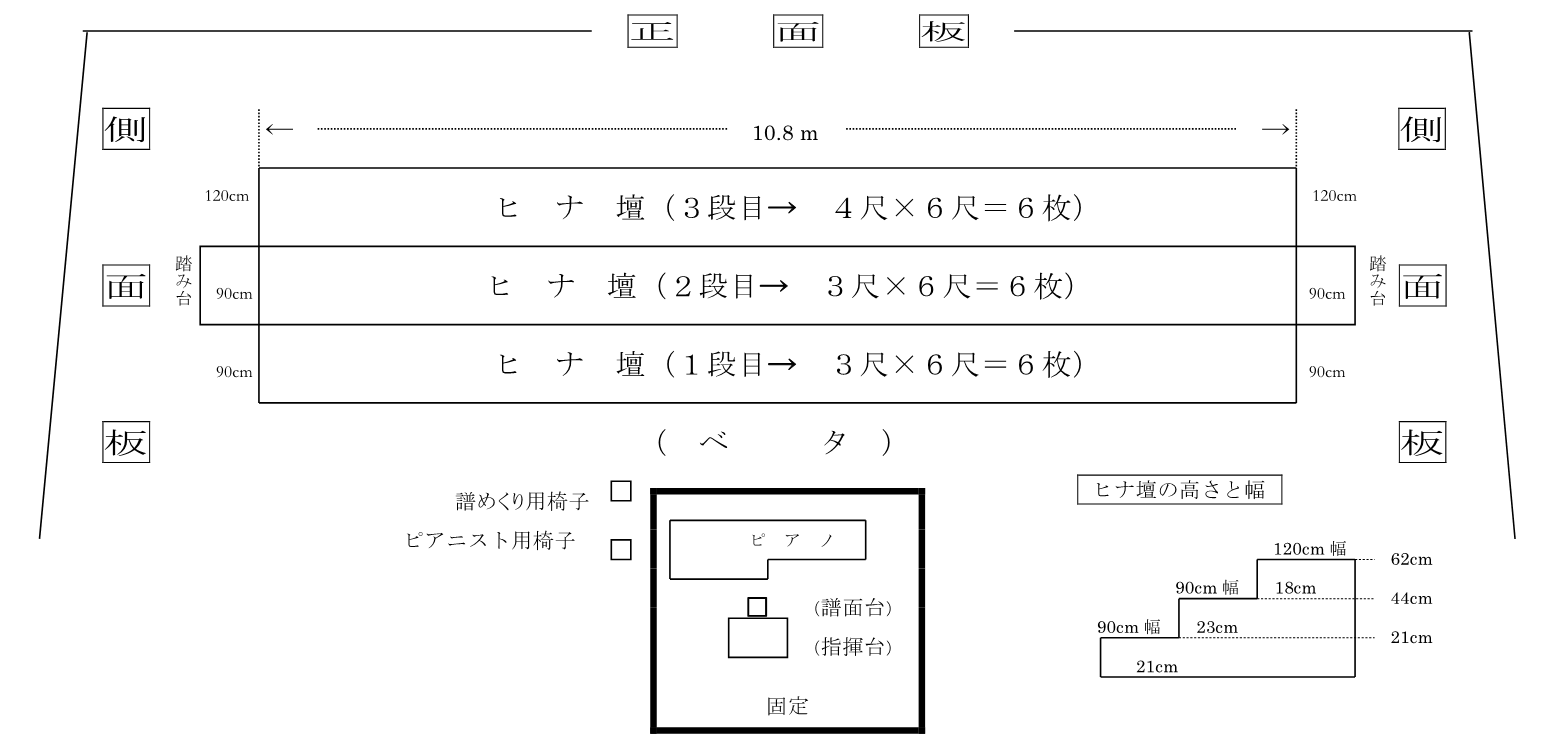 正 面 板
側 側
← 10.8 m →
120cm ヒ ナ 壇（３段目→ ４尺×６尺＝６枚） 120cm
踏み台 踏み台
面 90cm ヒ ナ 壇（２段目→ ３尺×６尺＝６枚） 90cm 面
90cm ヒ ナ 壇（１段目→ ３尺×６尺＝６枚） 90cm
板 （ ベ タ ） 板
譜めくり用椅子
ピアニスト用椅子
ピ ア ノ
（譜面台）
（指揮台）
固定
ヒナ壇の高さと幅
120cm 幅 62cm
90cm 幅 18cm 44cm
90cm 幅 23cm 21cm
21cm